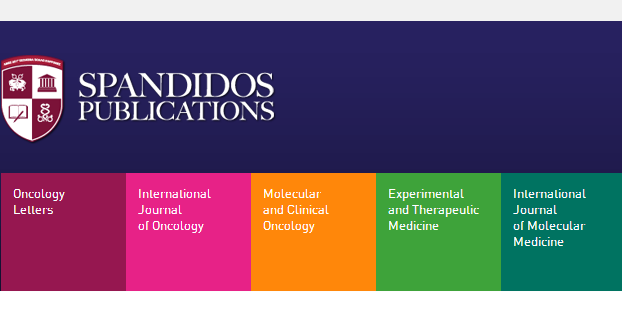 SPANDIDOS
PUBLICATIONS
Oncology
Letters
International
Journal
of Oncology
Molecular
and Clinical
Oncology
Experimental
and Therapeutic
Medicine
International
Journal
of Molecular
Medicine